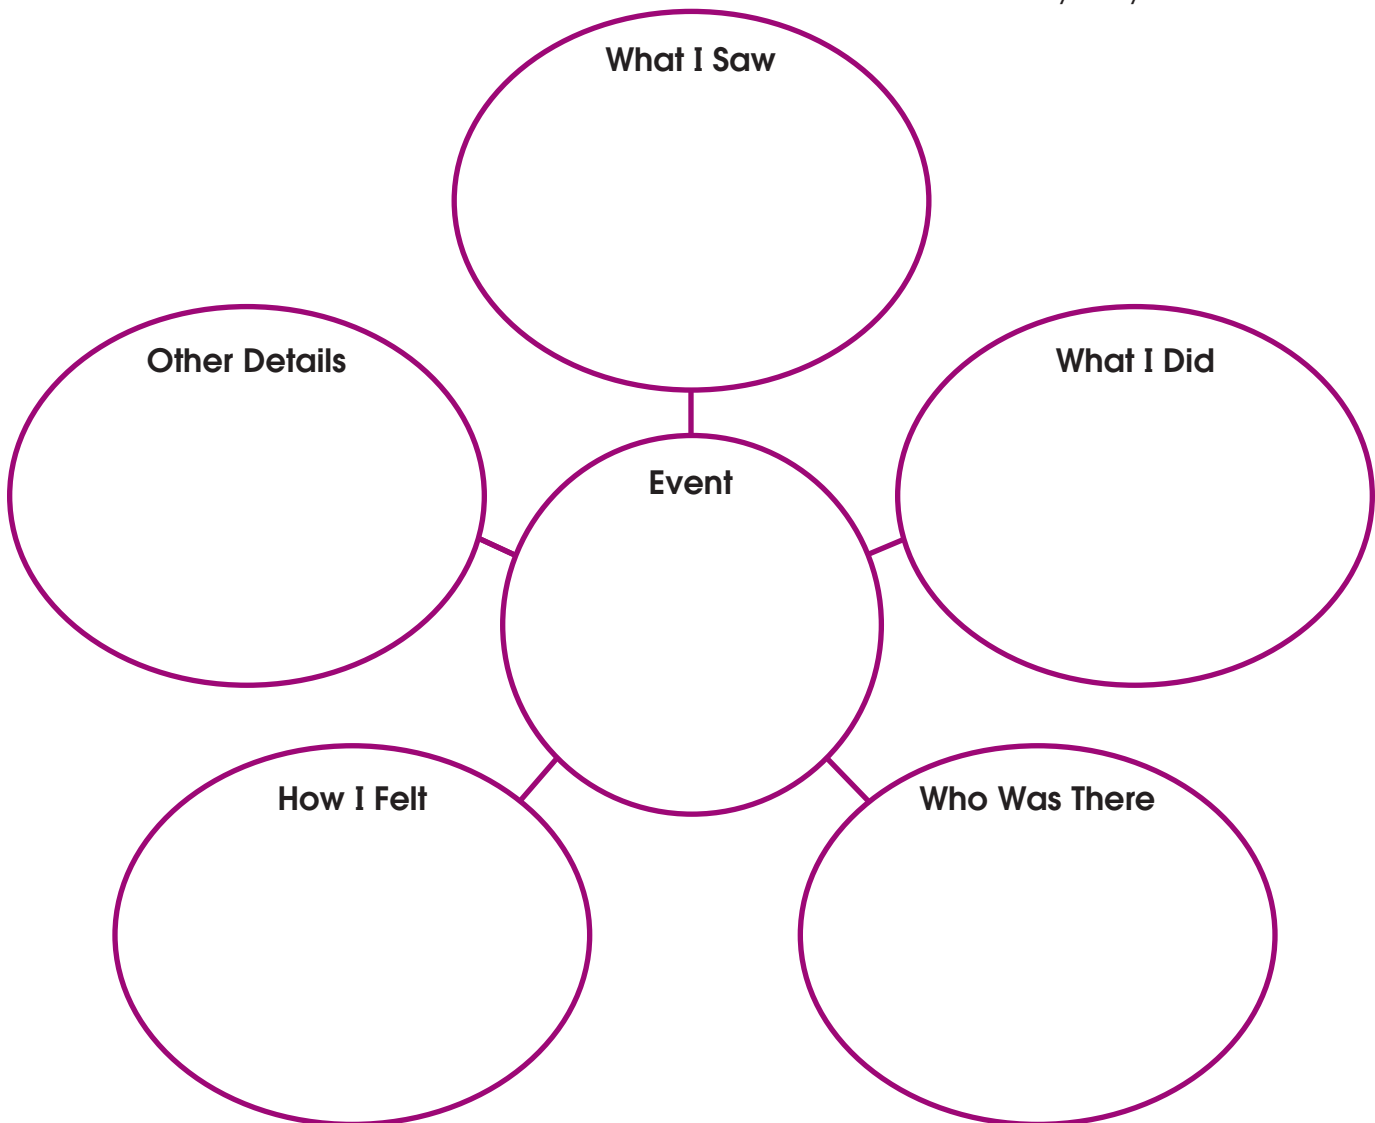 What I Saw
Other Details
What I Did
Event
How I Felt
Who Was There